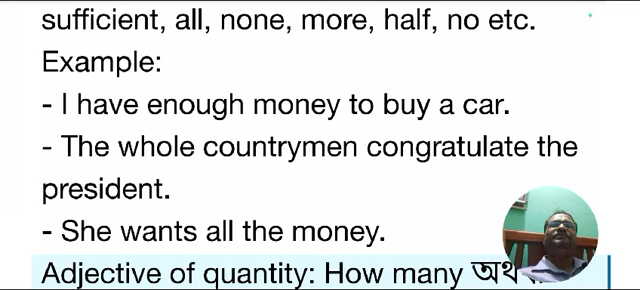 sufficient, all, none, more, half, no etc.
Example:
- I have enough money to buy a car.
- The whole countrymen congratulate the
president.
- She wants all the money.
Adjective of quantity: How many